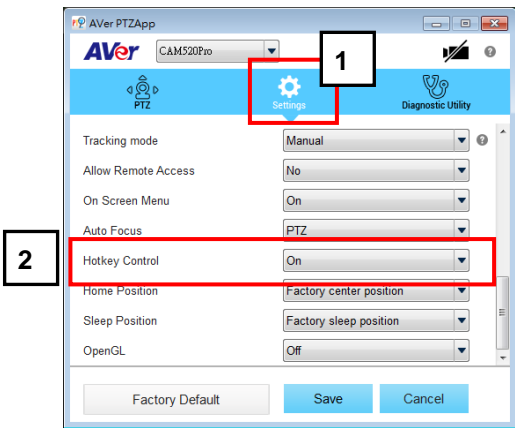 AVer PTZApp
AVer CAM520Pro
1
PTZ Settings Diagnostic Utility
Tracking mode Manual
Allow Remote Access No
On Screen Menu On
Auto Focus PTZ
2 Hotkey Control On
Home Position Factory center position
Sleep Position Factory sleep position
OpenGL Off
Factory Default Save Cancel